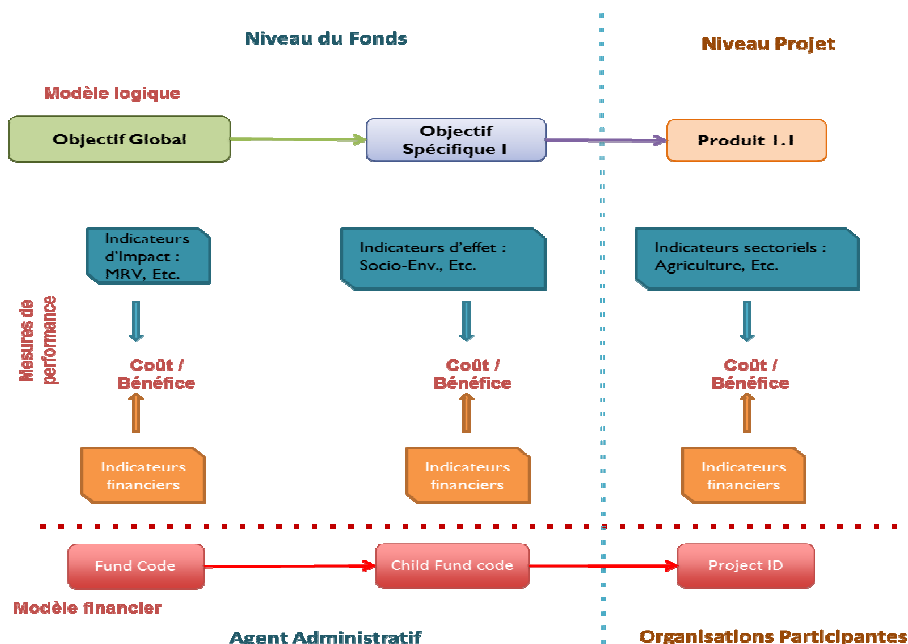 Niveau du Fonds
Niveau Projet
Modèle logique
Objectif Global
Objectif
Spécifique 1
Produit 1.1
Indicateurs
d'Impact :
MRV, Etc.
Indicateurs d'effet :
Socio-Env., Etc.
Indicateurs sectoriels :
Agriculture, Etc.
Mesures de
performance
Coût /
Bénéfice
Coût /
Bénéfice
Coût /
Bénéfice
Indicateurs
financiers
Indicateurs
financiers
Indicateurs
financiers
Fund Code
Child Fund code
Project ID
Modèle financier
Agent Administratif
Organisations Participantes